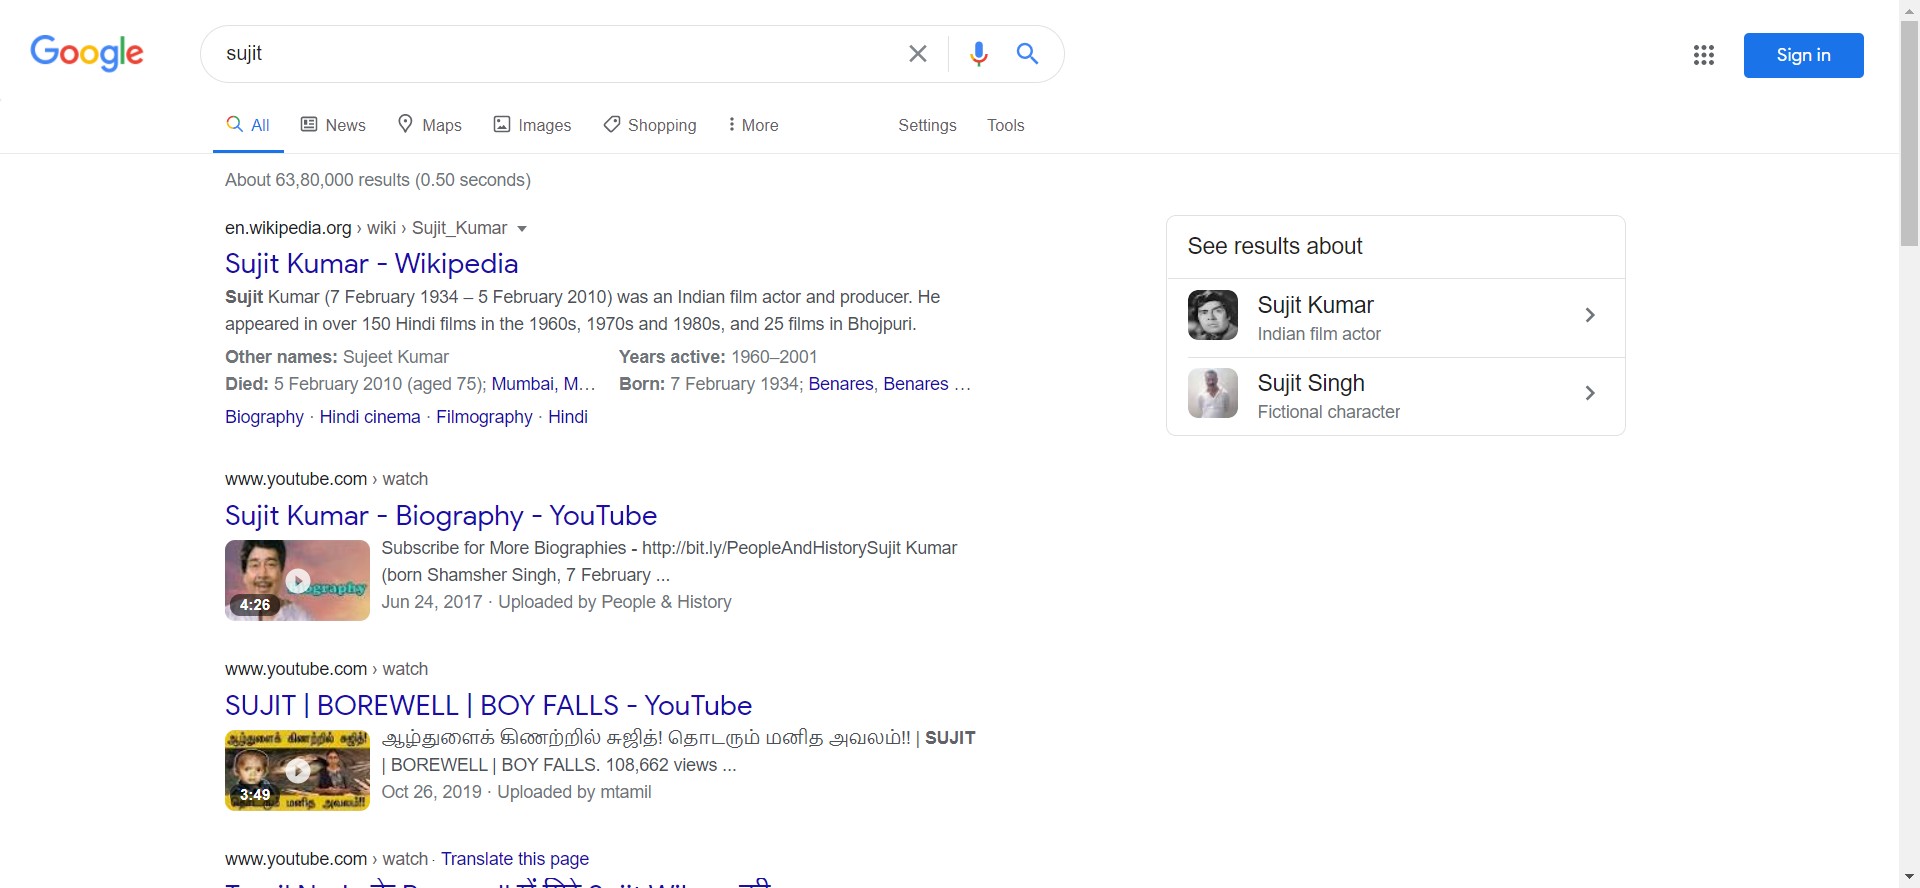 Google
sujit
Sign in
All
News
Maps
Images
Shopping
More
Settings
Tools
About 63,80,000 results (0.50 seconds)
en.wikipedia.org › wiki › Sujit_Kumar
Sujit Kumar - Wikipedia
Sujit Kumar (7 February 1934 – 5 February 2010) was an Indian film actor and producer. He
appeared in over 150 Hindi films in the 1960s, 1970s and 1980s, and 25 films in Bhojpuri.
Other names: Sujeet Kumar
Years active: 1960–2001
Died: 5 February 2010 (aged 75); Mumbai, M...
Born: 7 February 1934; Benares, Benares ...
Biography · Hindi cinema · Filmography · Hindi
www.youtube.com › watch
Sujit Kumar - Biography - YouTube
Biography
4:26
Subscribe for More Biographies - http://bit.ly/PeopleAndHistorySujit Kumar
(born Shamsher Singh, 7 February ...
Jun 24, 2017 · Uploaded by People & History
www.youtube.com › watch
SUJIT | BOREWELL | BOY FALLS - YouTube
ஆழ்துளைக் கிணற்றில் சுஜித்!
3:49
தொடரும் மனித அவலம்!!
ஆழ்துளைக் கிணற்றில் சுஜித்! தொடரும் மனித அவலம்!! | SUJIT
| BOREWELL | BOY FALLS. 108,662 views ...
Oct 26, 2019 · Uploaded by mtamil
www.youtube.com › watch · Translate this page
See results about
Sujit Kumar
Indian film actor
Sujit Singh
Fictional character